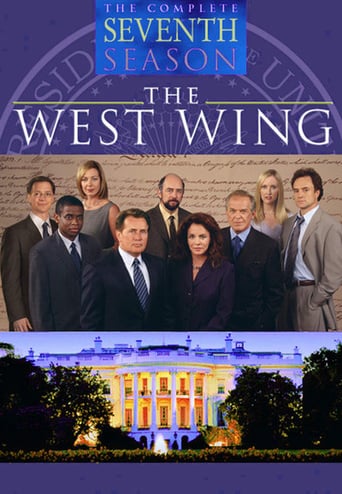 THE COMPLETE
SEVENTH
SEASON
THE
WEST WING